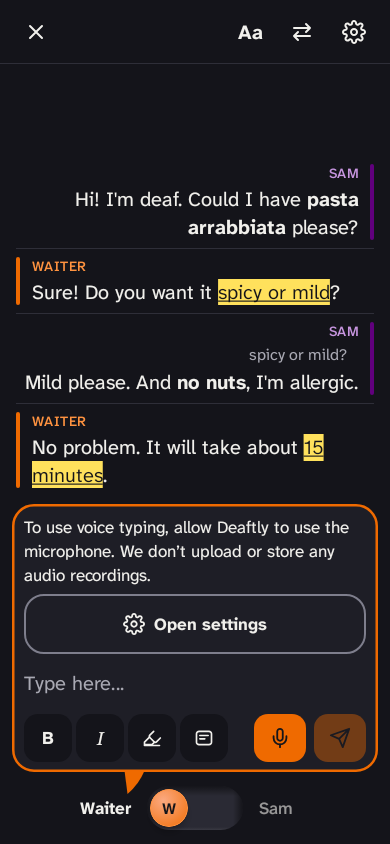 Aa
SAM
Hi! I'm deaf. Could I have pasta
arrabbiata please?
WAITER
Sure! Do you want it spicy or mild?
SAM
spicy or mild?
Mild please. And no nuts, I'm allergic.
WAITER
No problem. It will take about 15
minutes.
To use voice typing, allow Deaftly to use the
microphone. We don’t upload or store any
audio recordings.
Open settings
Type here...
B I
Waiter W Sam